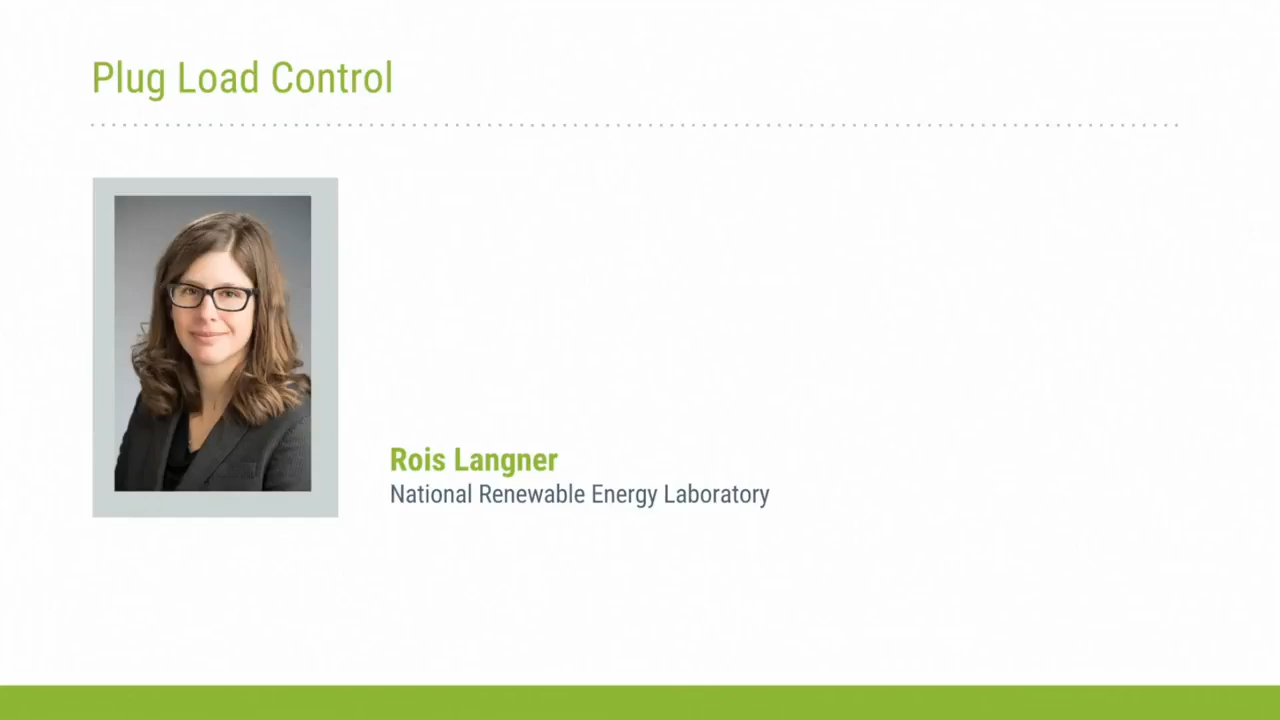 Plug Load Control
Rois Langner
National Renewable Energy Laboratory